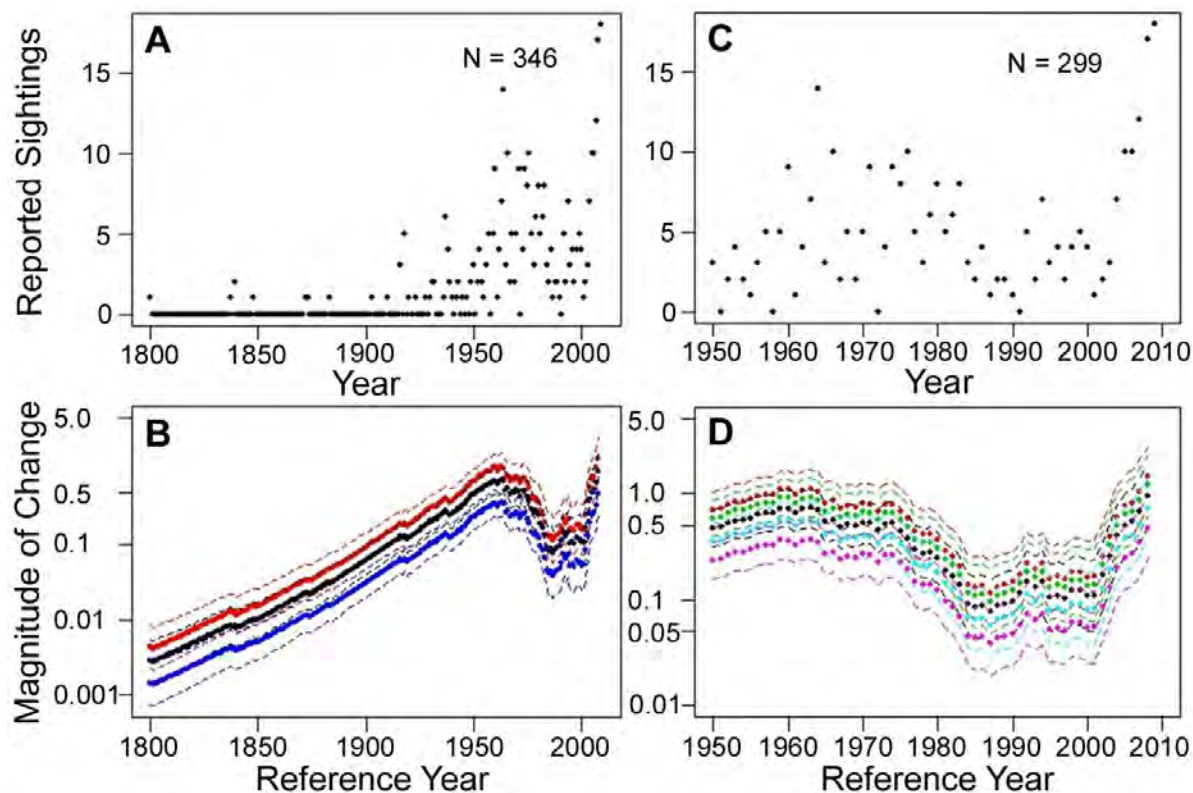 A
N = 346
Reported Sightings
15
10
5
0
1800 1850 1900 1950 2000
Year
C
N = 299
15
10
5
0
1950 1960 1970 1980 1990 2000 2010
Year
B
Magnitude of Change
5.0
0.5
0.1
0.01
0.001
1800 1850 1900 1950 2000
Reference Year
D
5.0
1.0
0.5
0.1
0.05
0.01
1950 1960 1970 1980 1990 2000 2010
Reference Year